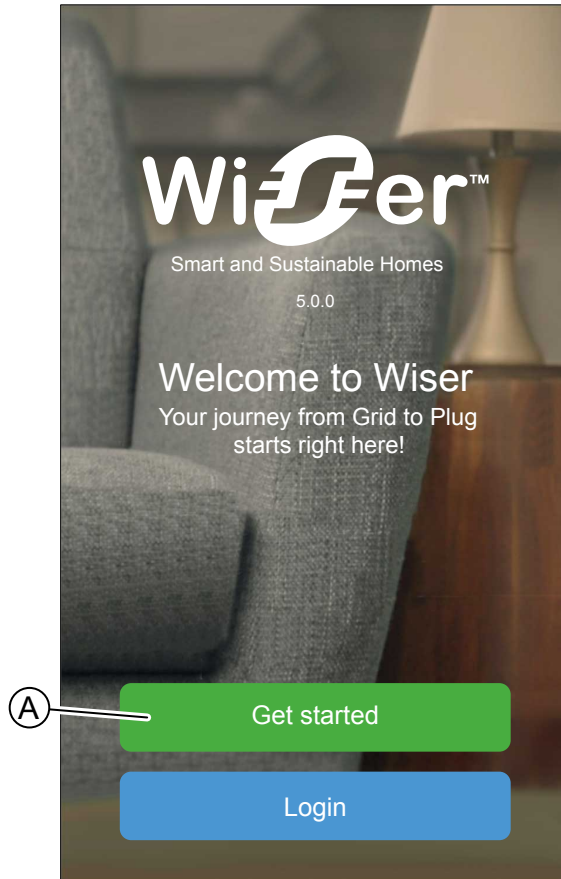 Wiser™
Smart and Sustainable Homes
5.0.0
Welcome to Wiser
Your journey from Grid to Plug
starts right here!
A
Get started
Login